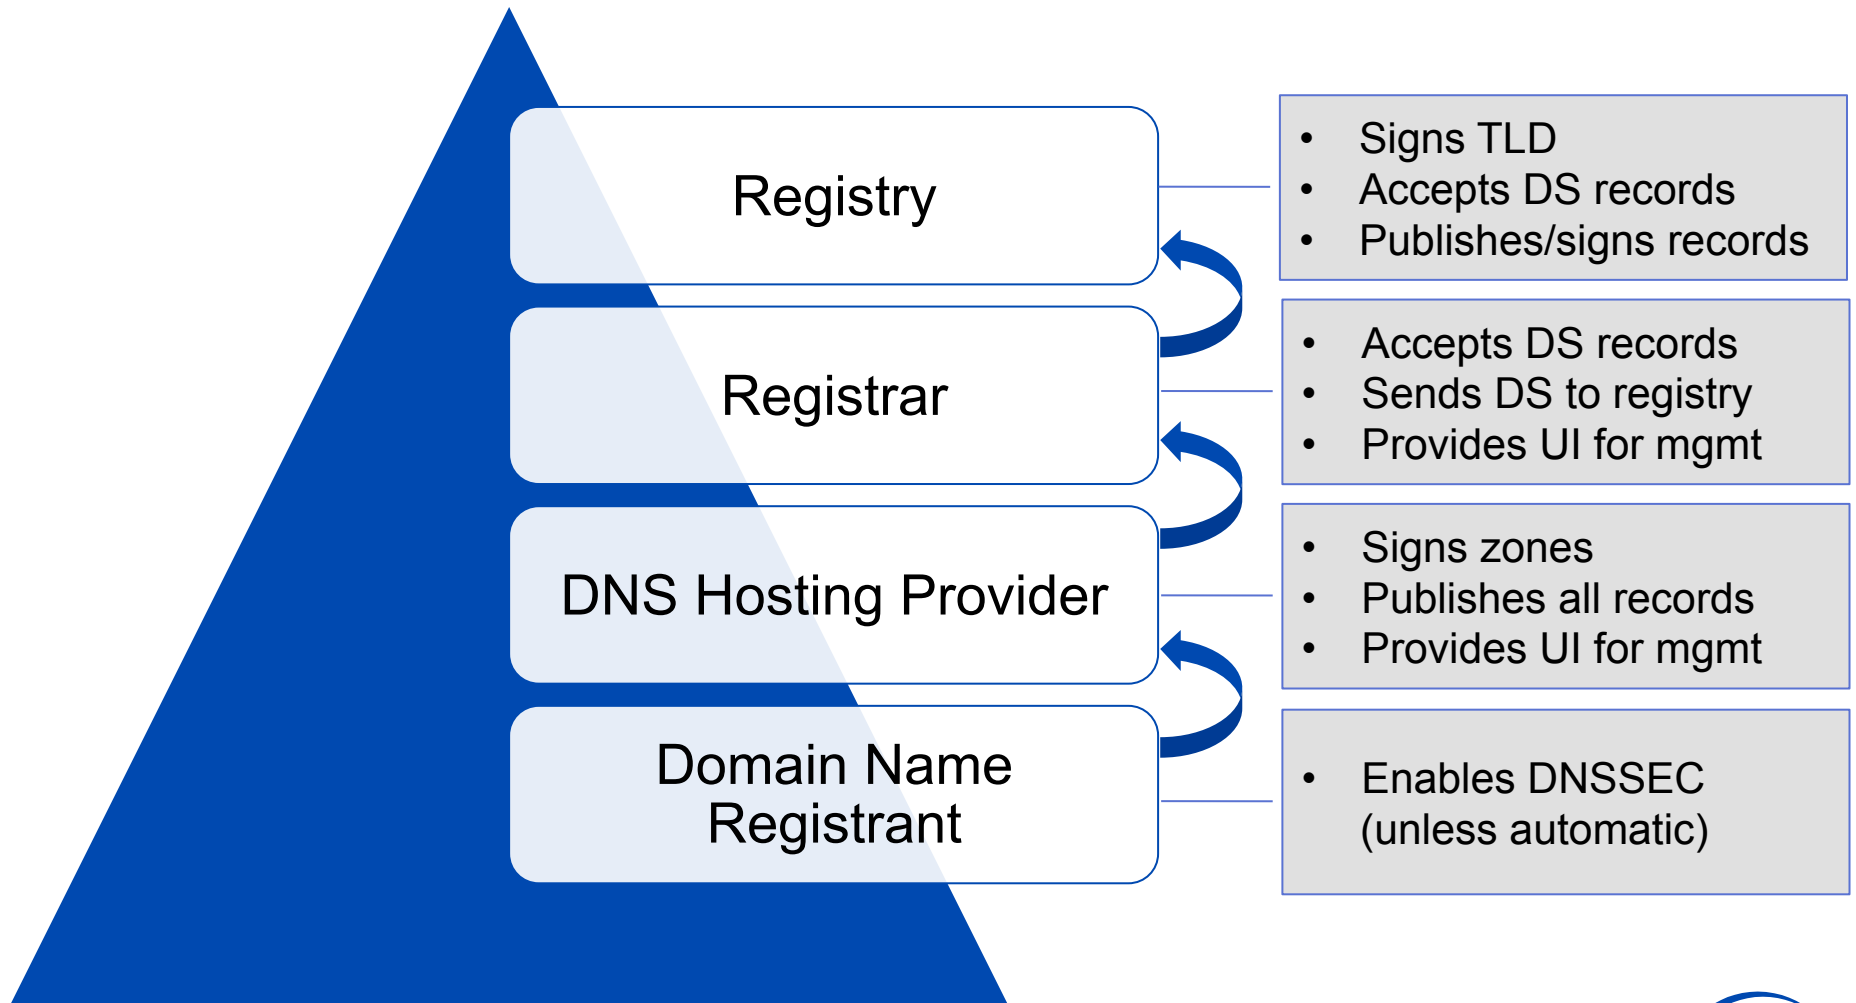 Registry
• Signs TLD
• Accepts DS records
• Publishes/signs records
Registrar
• Accepts DS records
• Sends DS to registry
• Provides UI for mgmt
DNS Hosting Provider
• Signs zones
• Publishes all records
• Provides UI for mgmt
Domain Name
Registrant
• Enables DNSSEC
(unless automatic)